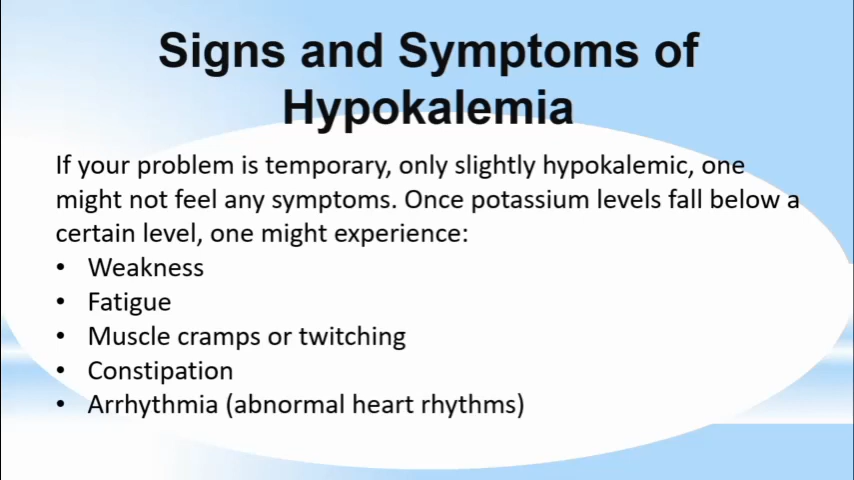 Signs and Symptoms of
Hypokalemia
If your problem is temporary, only slightly hypokalemic, one
might not feel any symptoms. Once potassium levels fall below a
certain level, one might experience:
• Weakness
• Fatigue
• Muscle cramps or twitching
• Constipation
• Arrhythmia (abnormal heart rhythms)